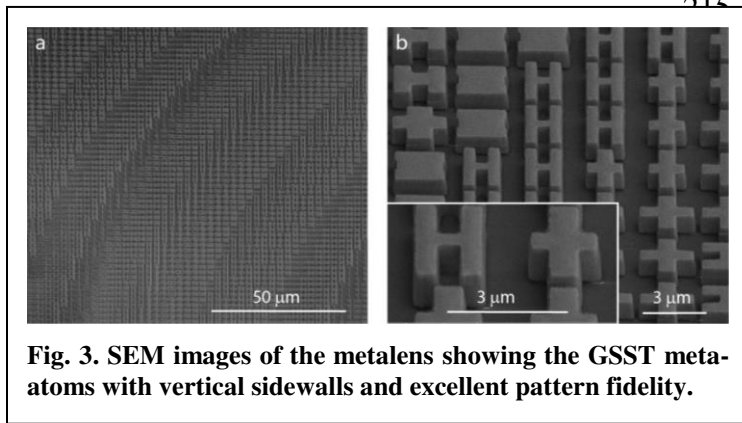 a
b
50 μm
3 μm
3 μm
Fig. 3. SEM images of the metalens showing the GSST meta-
atoms with vertical sidewalls and excellent pattern fidelity.